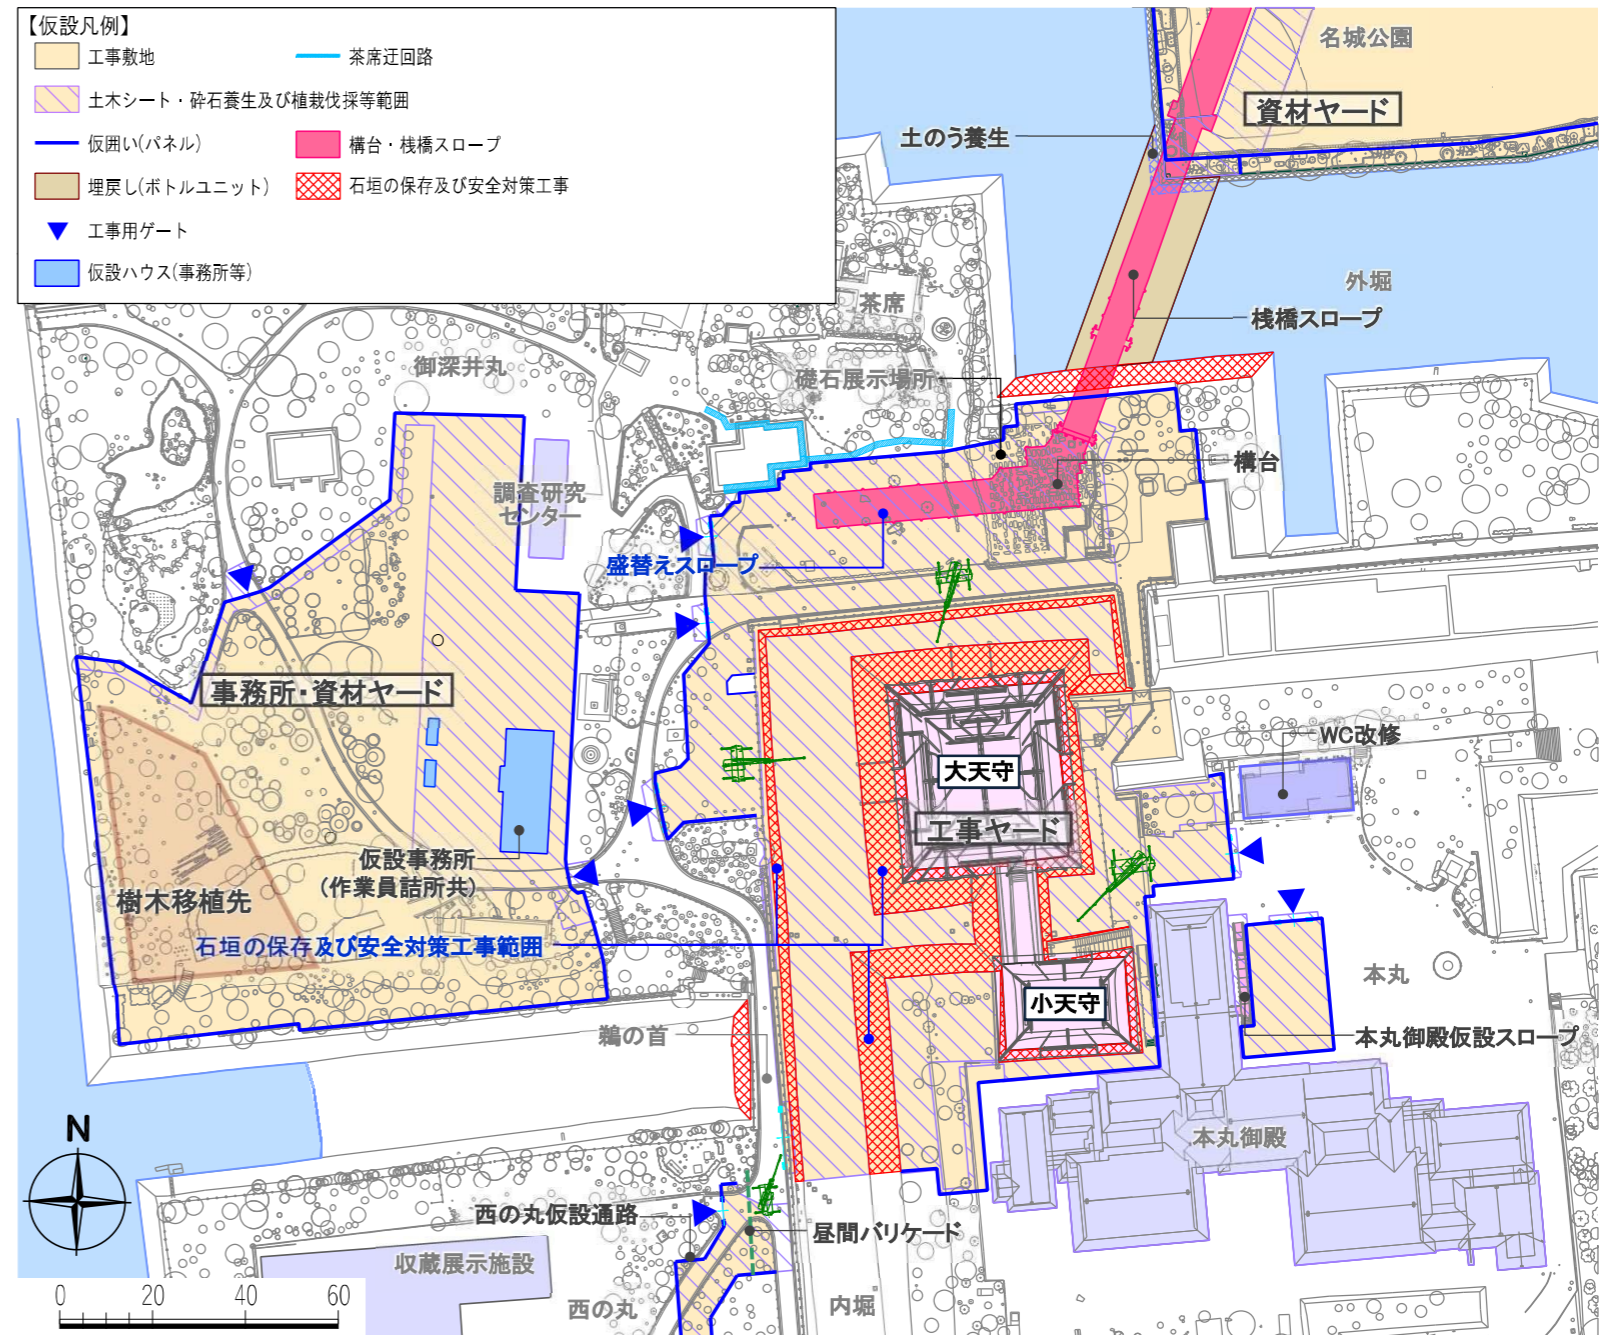 【仮設凡例】
工事敷地
茶席迂回路
土木シート・砕石養生及び植栽伐採等範囲
仮囲い(パネル)
構台・桟橋スロープ
埋戻し(ボトルユニット)
石垣の保存及び安全対策工事
工事用ゲート
仮設ハウス(事務所等)
名城公園
資材ヤード
土のう養生
外堀
桟橋スロープ
茶席
御深井丸
礎石展示場所
構台
調査研究
センター
盛替えスロープ
事務所・資材ヤード
WC改修
大天守
工事ヤード
仮設事務所
(作業員詰所共)
樹木移植先
石垣の保存及び安全対策工事範囲
本丸
小天守
鵜の首
本丸御殿仮設スロープ
N
本丸御殿
西の丸仮設通路
昼間バリケード
収蔵展示施設
0 20 40 60
西の丸
内堀